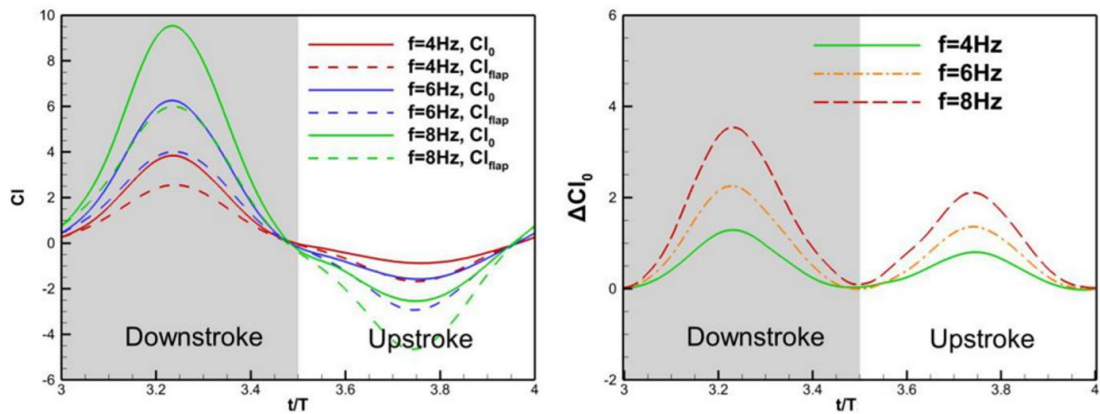 10
8
6
4
2
0
-2
-4
-6
Cl
3
3.2
3.4
3.6
3.8
4
t/T
f=4Hz, Cl0
f=4Hz, Clflap
f=6Hz, Cl0
f=6Hz, Clflap
f=8Hz, Cl0
f=8Hz, Clflap
Downstroke
Upstroke
6
4
2
0
-2
ΔCl0
3
3.2
3.4
3.6
3.8
4
t/T
f=4Hz
f=6Hz
f=8Hz
Downstroke
Upstroke